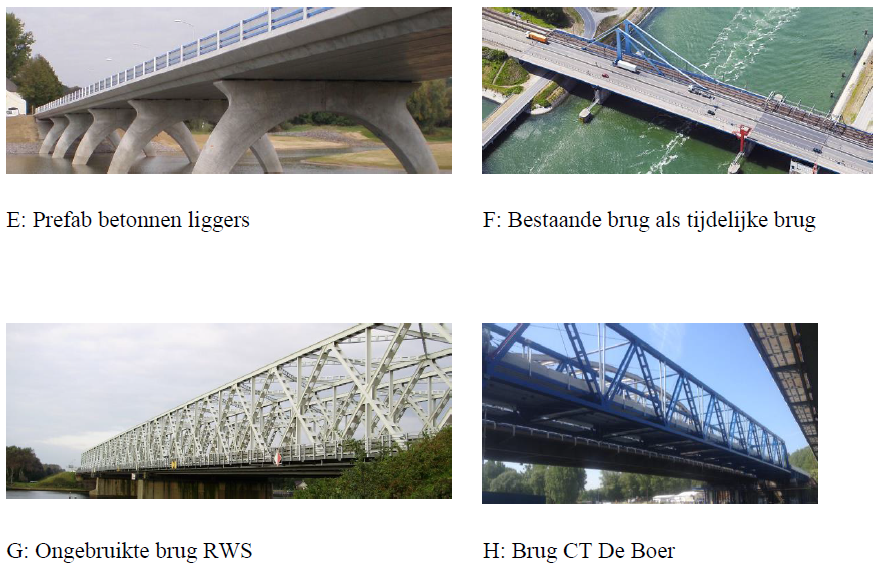 E: Prefab betonnen liggers
F: Bestaande brug als tijdelijke brug
G: Ongebruikte brug RWS
H: Brug CT De Boer